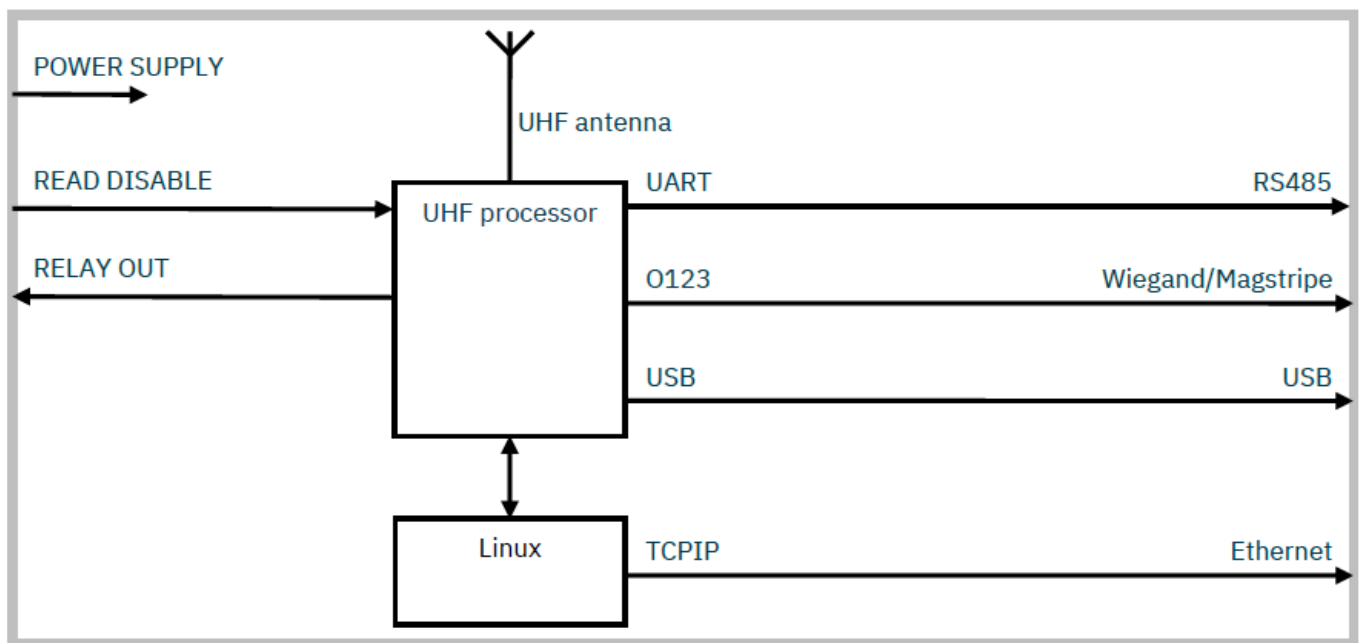 POWER SUPPLY
UHF antenna
READ DISABLE
UART
RS485
UHF processor
RELAY OUT
O123
Wiegand/Magstripe
USB
USB
Linux
TCPIP
Ethernet